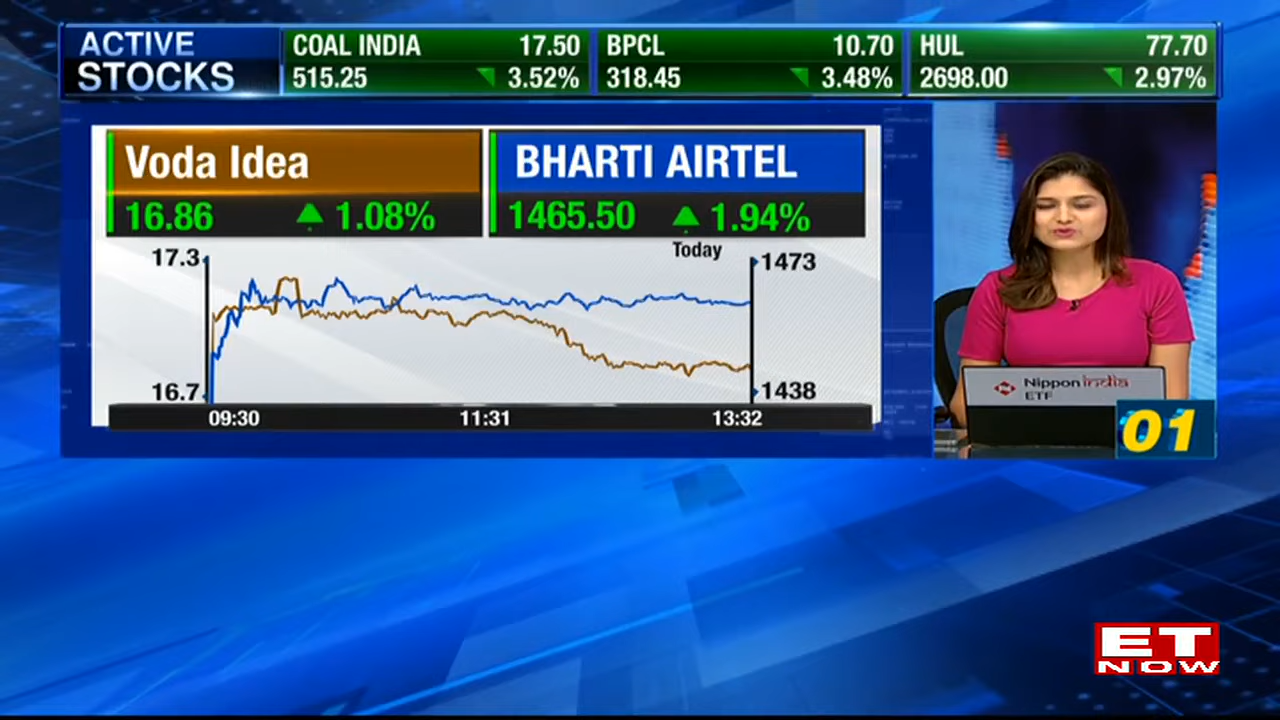 ACTIVE
STOCKS
COAL INDIA 17.50
515.25 3.52%
BPCL 10.70
318.45 3.48%
HUL 77.70
2698.00 2.97%
Voda Idea
16.86 1.08%
BHARTI AIRTEL
1465.50 1.94%
Today
17.3
1473
16.7
1438
09:30 11:31 13:32
Nippon india
ETF
01
ET
NOW